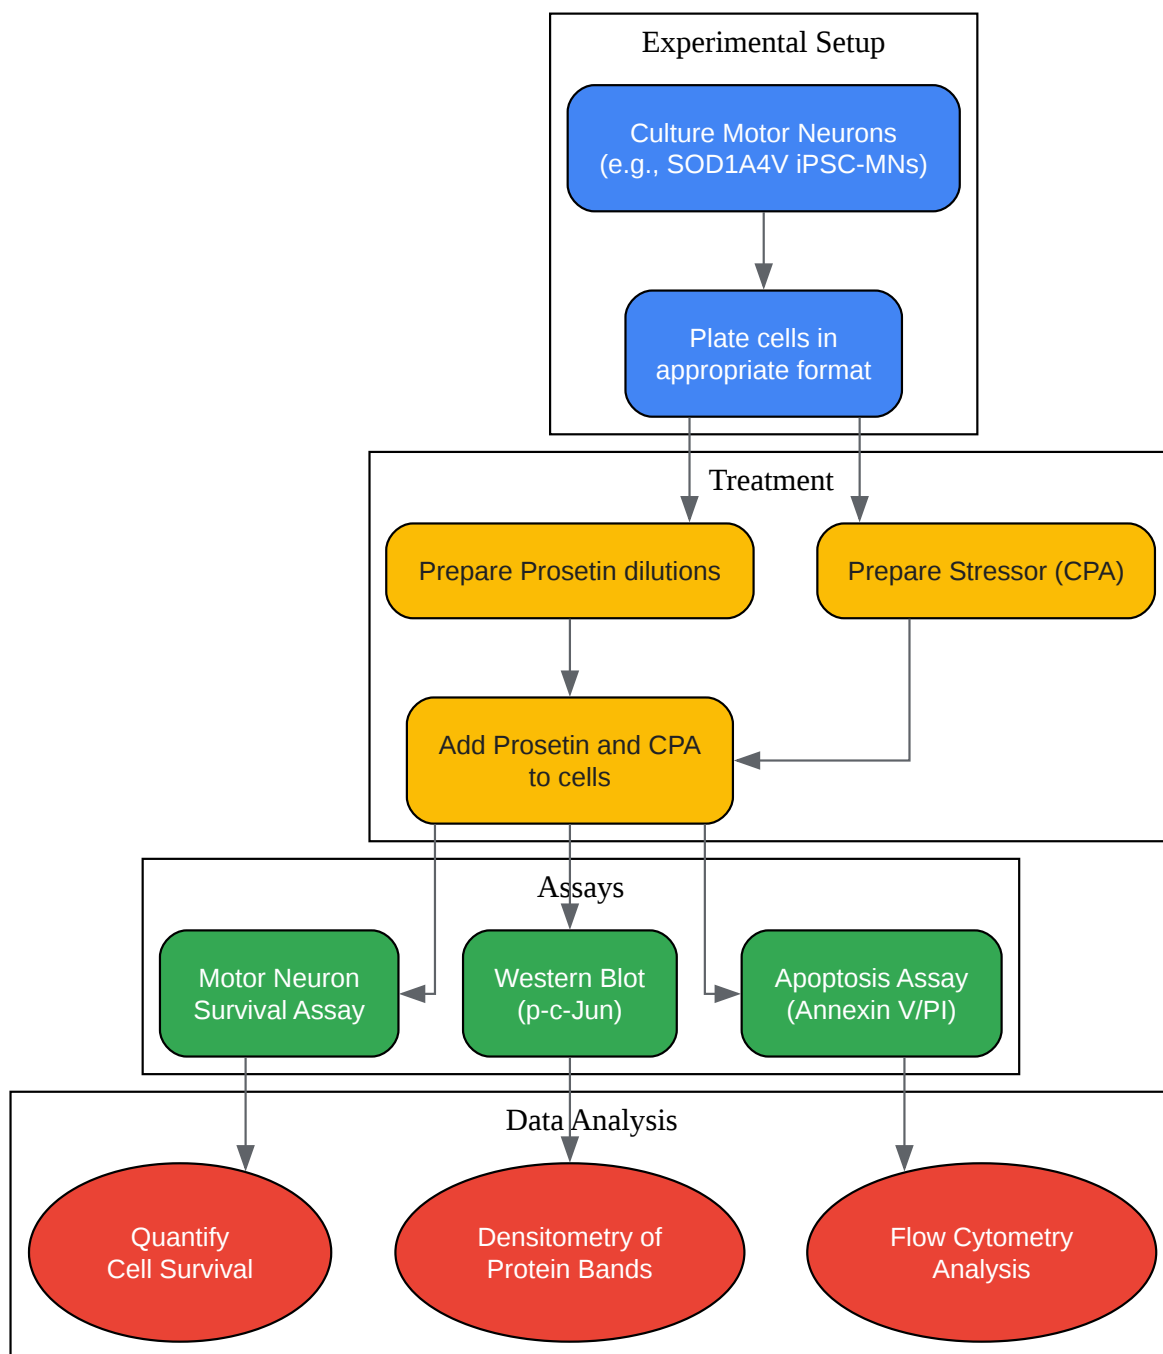 Experimental Setup
Culture Motor Neurons
(e.g., SOD1A4V iPSC-MNs)
Plate cells in
appropriate format
Treatment
Prepare Prosetin dilutions
Prepare Stressor (CPA)
Add Prosetin and CPA
to cells
Assays
Motor Neuron
Survival Assay
Western Blot
(p-c-Jun)
Apoptosis Assay
(Annexin V/PI)
Data Analysis
Quantify
Cell Survival
Densitometry of
Protein Bands
Flow Cytometry
Analysis